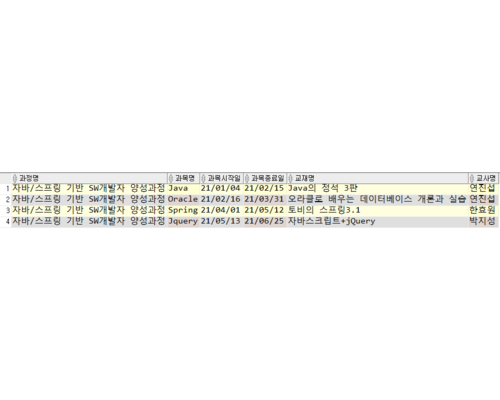 과정명 과목명 과목시작일 과목종료일 교재명 교사명
1 자바/스프링 기반 SW개발자 양성과정 Java 21/01/04 21/02/15 Java의 정석 3판 연진섭
2 자바/스프링 기반 SW개발자 양성과정 Oracle 21/02/16 21/03/31 오라클로 배우는 데이터베이스 개론과 실습 연진섭
3 자바/스프링 기반 SW개발자 양성과정 Spring 21/04/01 21/05/12 토비의 스프링3.1 한효원
4 자바/스프링 기반 SW개발자 양성과정 Jquery 21/05/13 21/06/25 자바스크립트+jQuery 박지성